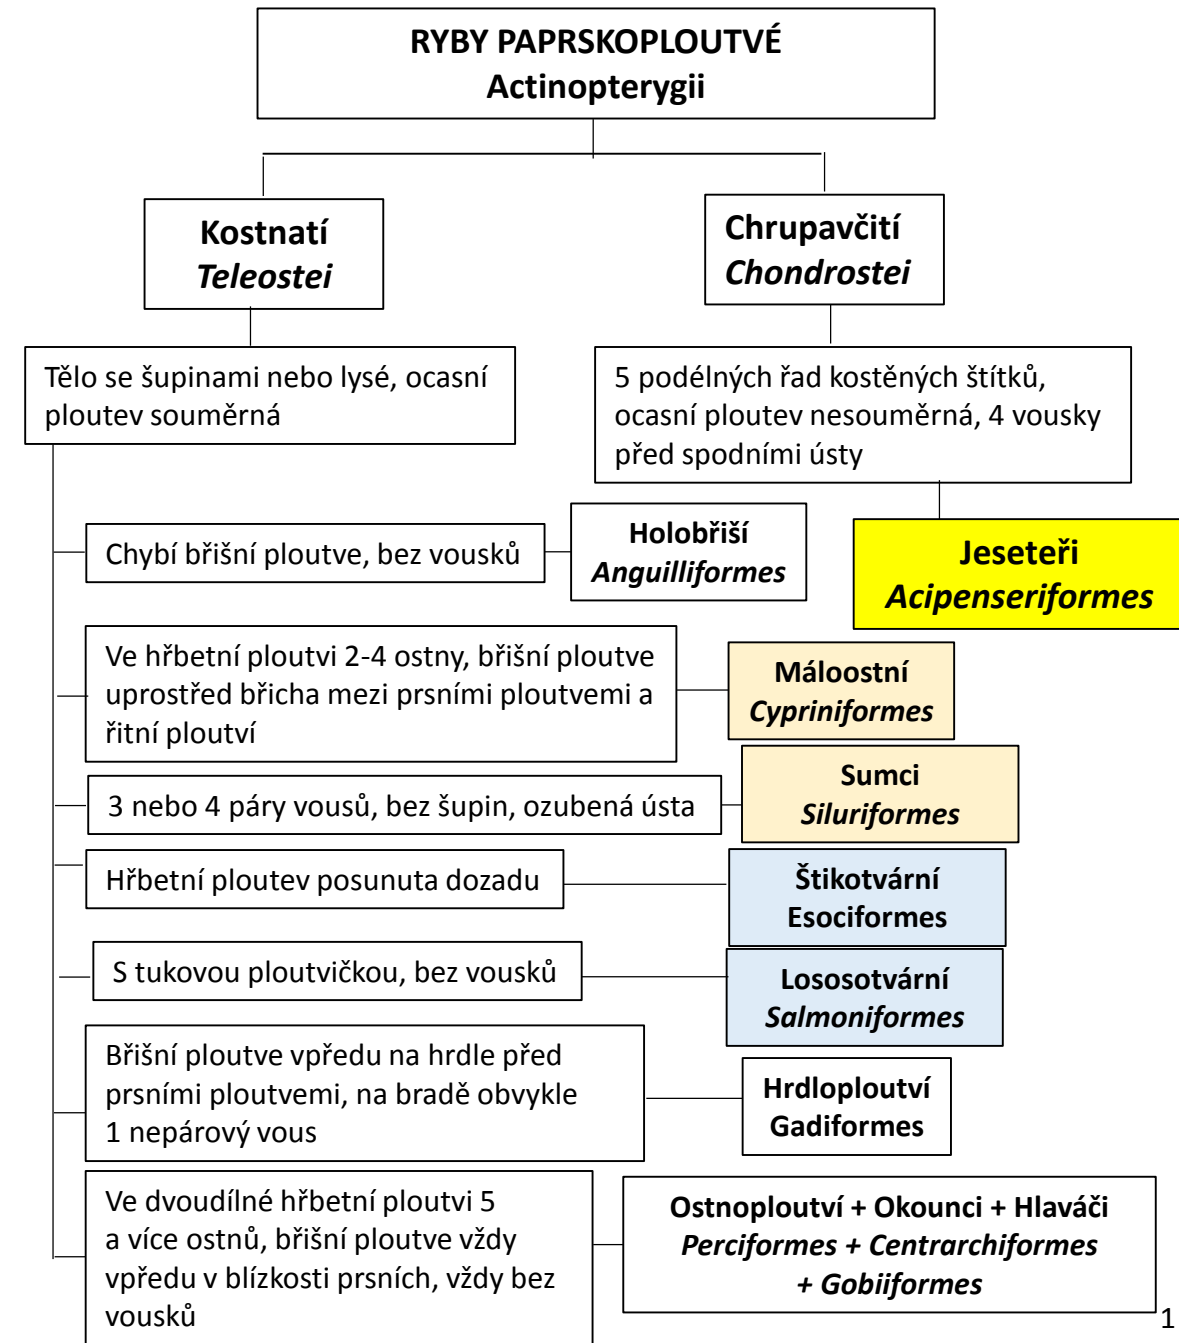 RYBY PAPRSKOPLOUTVÉ
Actinopterygii
Kostnatí
Teleostei
Chrupavčití
Chondrostei
Tělo se šupinami nebo lysé, ocasní
ploutev souměrná
5 podélných řad kostěných štítků,
ocasní ploutev nesouměrná, 4 vousky
před spodními ústy
Chybí břišní ploutve, bez vousků
Holobřiší
Anguilliformes
Jeseteři
Acipenseriformes
Ve hřbetní ploutvi 2-4 ostny, břišní ploutve
uprostřed břicha mezi prsními ploutvemi a
řitní ploutví
Máloostní
Cypriniformes
3 nebo 4 páry vousů, bez šupin, ozubená ústa
Sumci
Siluriformes
Hřbetní ploutev posunuta dozadu
Štikotvární
Esociformes
S tukovou ploutvičkou, bez vousků
Lososotvární
Salmoniformes
Břišní ploutve vpředu na hrdle před
prsními ploutvemi, na bradě obvykle
1 nepárový vous
Hrdloploutví
Gadiformes
Ve dvoudílné hřbetní ploutvi 5
a více ostnů, břišní ploutve vždy
vpředu v blízkosti prsních, vždy bez
vousků
Ostnoploutví + Okounci + Hlaváči
Perciformes + Centrarchiformes
+ Gobiiformes
1